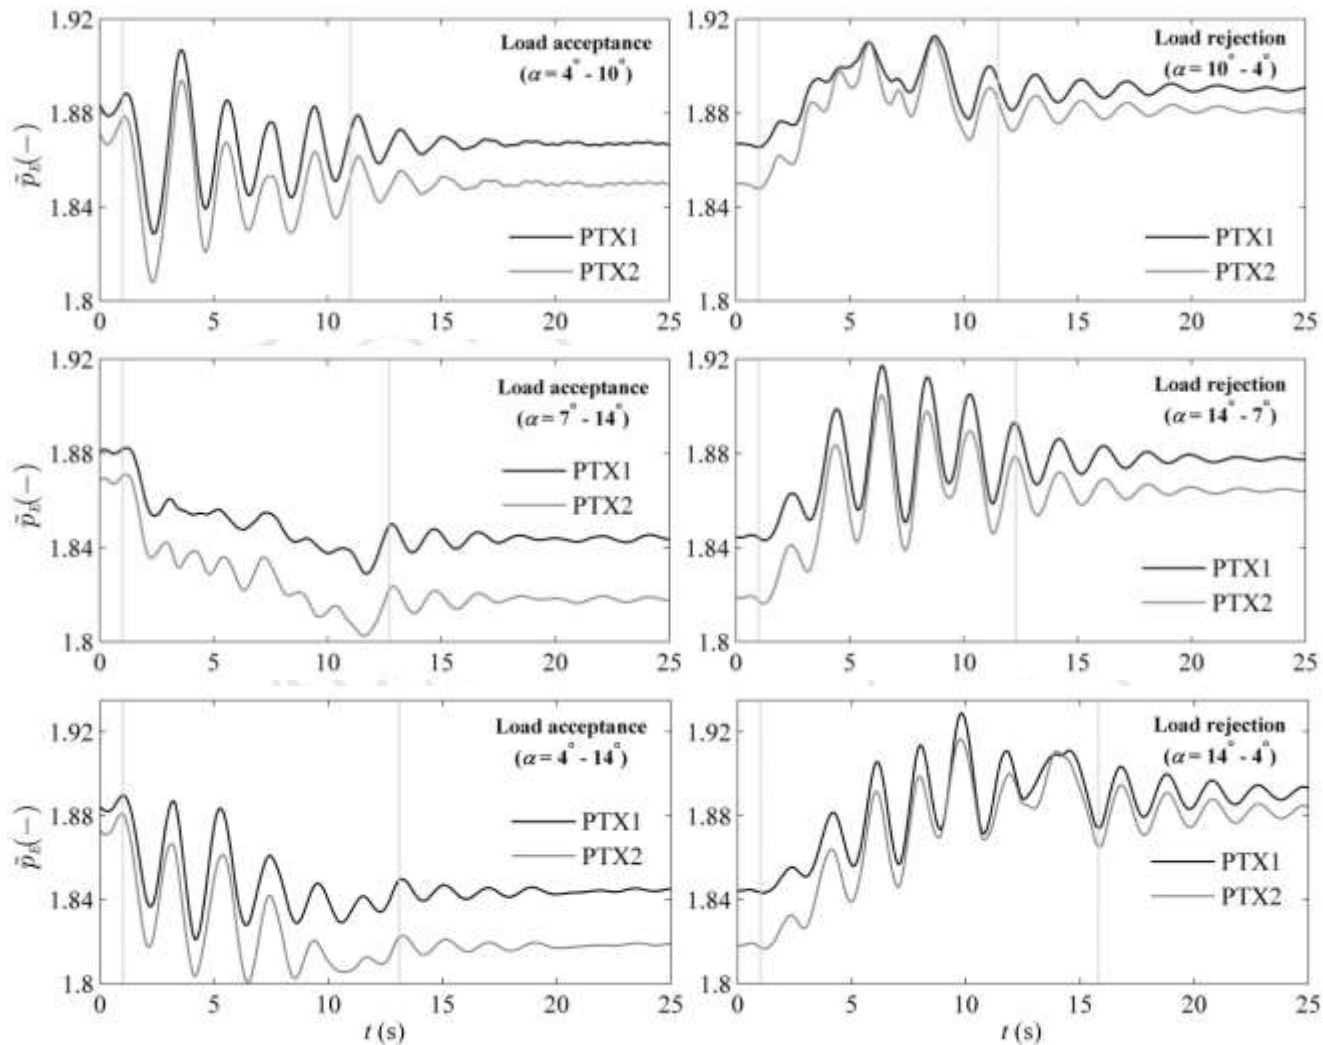 1.92
1.88
1.84
1.8
p̃_E(−)
Load acceptance
(α = 4° - 10°)
PTX1
PTX2
0 5 10 15 20 25
Load rejection
(α = 10° - 4°)
1.92
1.88
1.84
1.8
PTX1
PTX2
0 5 10 15 20 25
1.92
1.88
1.84
1.8
p̃_E(−)
Load acceptance
(α = 7° - 14°)
PTX1
PTX2
0 5 10 15 20 25
1.92
1.88
1.84
1.8
Load rejection
(α = 14° - 7°)
PTX1
PTX2
0 5 10 15 20 25
1.92
1.88
1.84
1.8
p̃_E(−)
Load acceptance
(α = 4° - 14°)
PTX1
PTX2
0 5 10 15 20 25
t (s)
1.92
1.88
1.84
1.8
Load rejection
(α = 14° - 4°)
PTX1
PTX2
0 5 10 15 20 25
t (s)